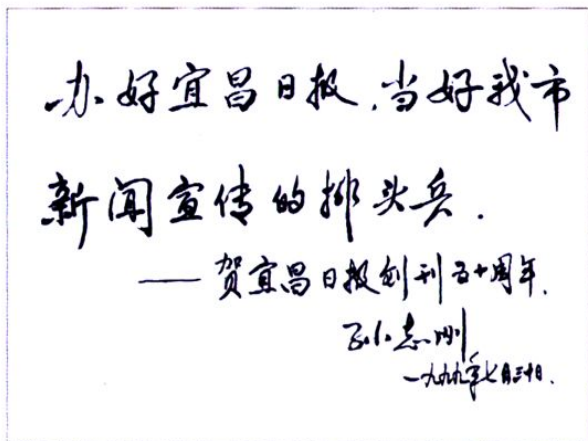 办好宜昌日报,当好我市
新闻宣传的排头兵.
——贺宜昌日报创刊五十周年.
孙志刚
一九九九年七月三十日.